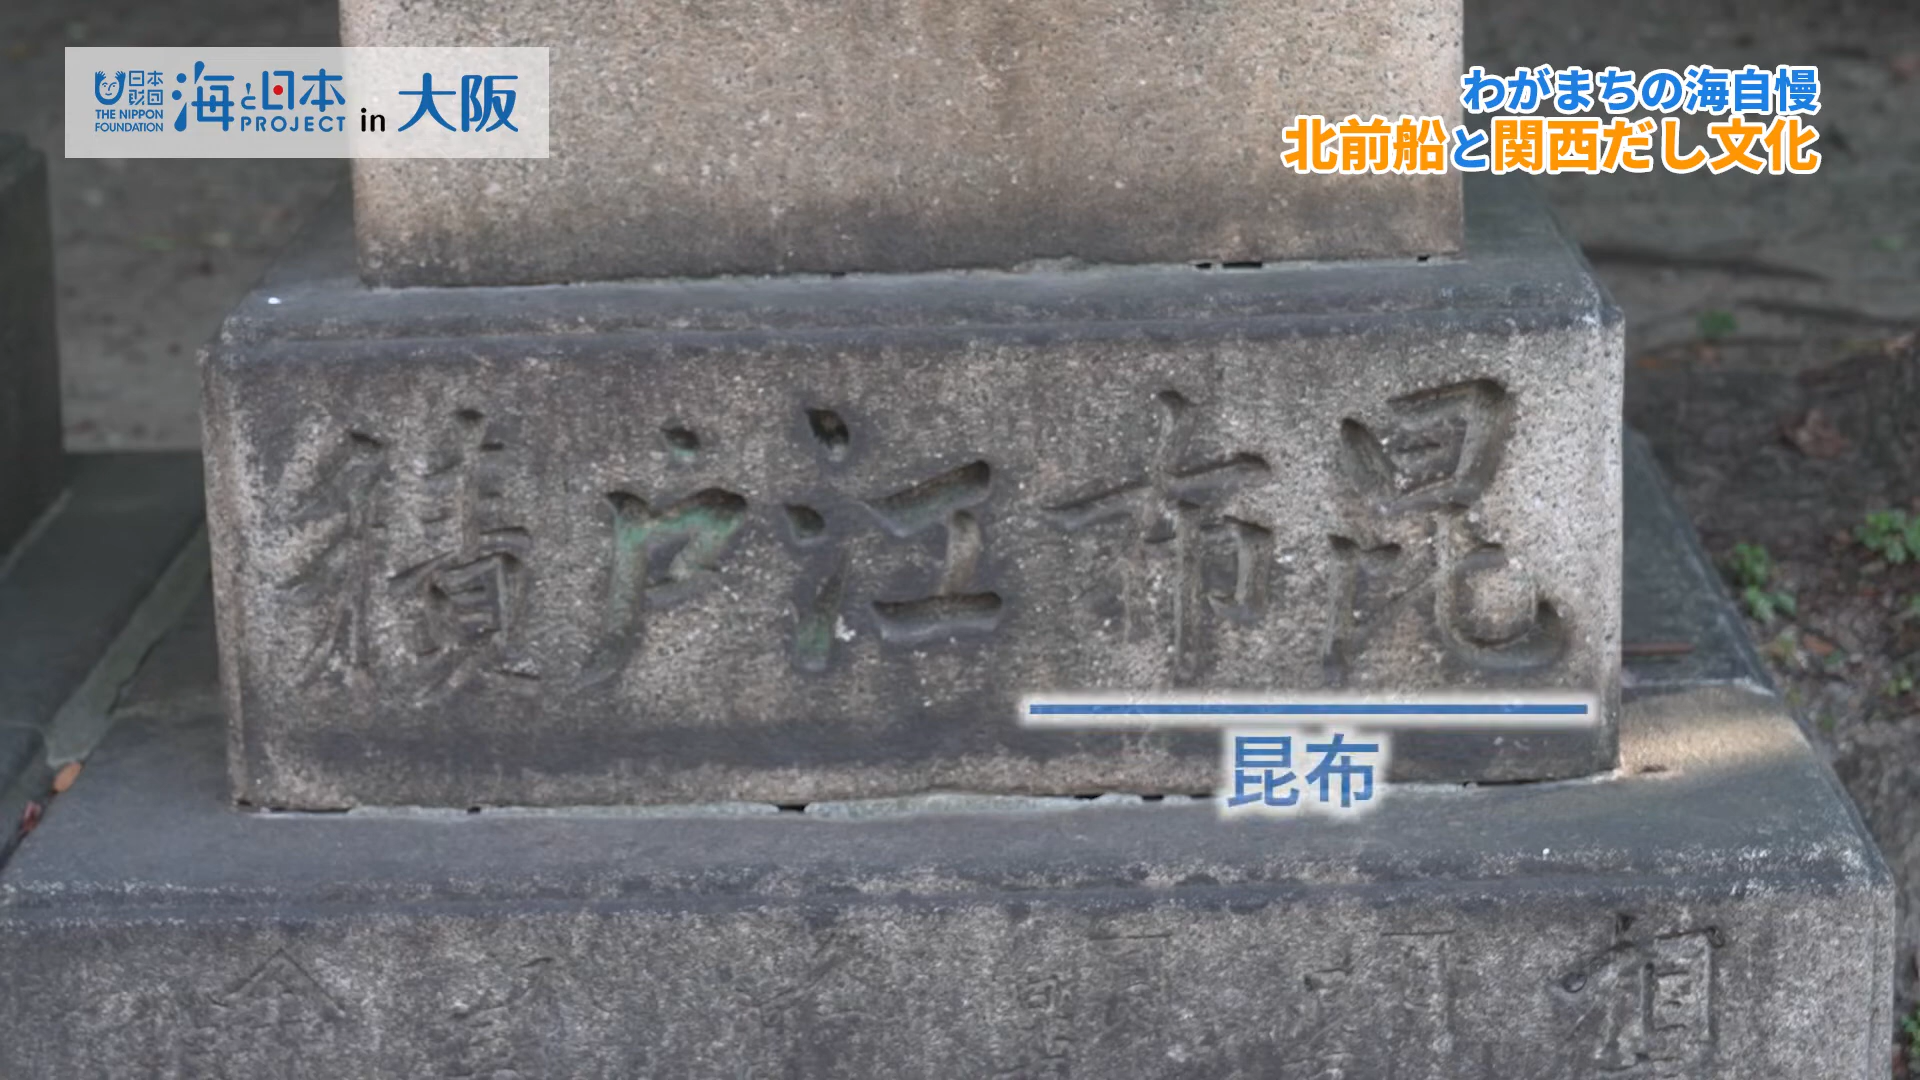 日本
財団
THE NIPPON
FOUNDATION
海と日本
PROJECT
in 大阪
わがまちの海自慢
北前船と関西だし文化
昆布江戸積
昆布